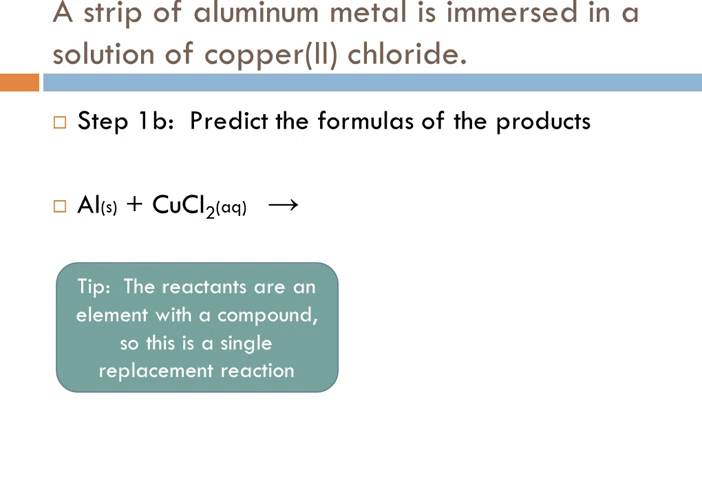 A strip of aluminum metal is immersed in a
solution of copper(II) chloride.
Step 1b: Predict the formulas of the products
Al(s) + CuCl₂(aq) →
Tip: The reactants are an
element with a compound,
so this is a single
replacement reaction